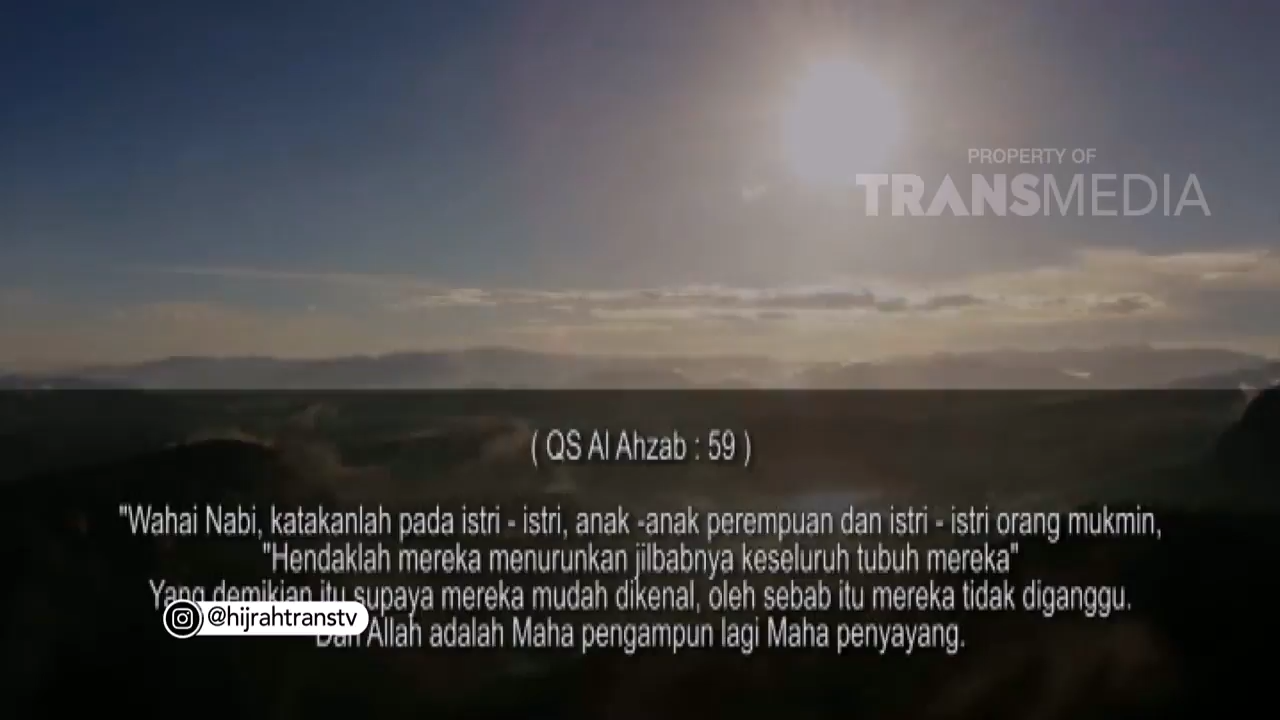 PROPERTY OF
TRANSMEDIA
( QS Al Ahzab : 59 )
"Wahai Nabi, katakanlah pada istri - istri, anak -anak perempuan dan istri - istri orang mukmin,
"Hendaklah mereka menurunkan jilbabnya keseluruh tubuh mereka"
Yang demikian itu supaya mereka mudah dikenal, oleh sebab itu mereka tidak diganggu.
@hijrahtranstv
Dan Allah adalah Maha pengampun lagi Maha penyayang.